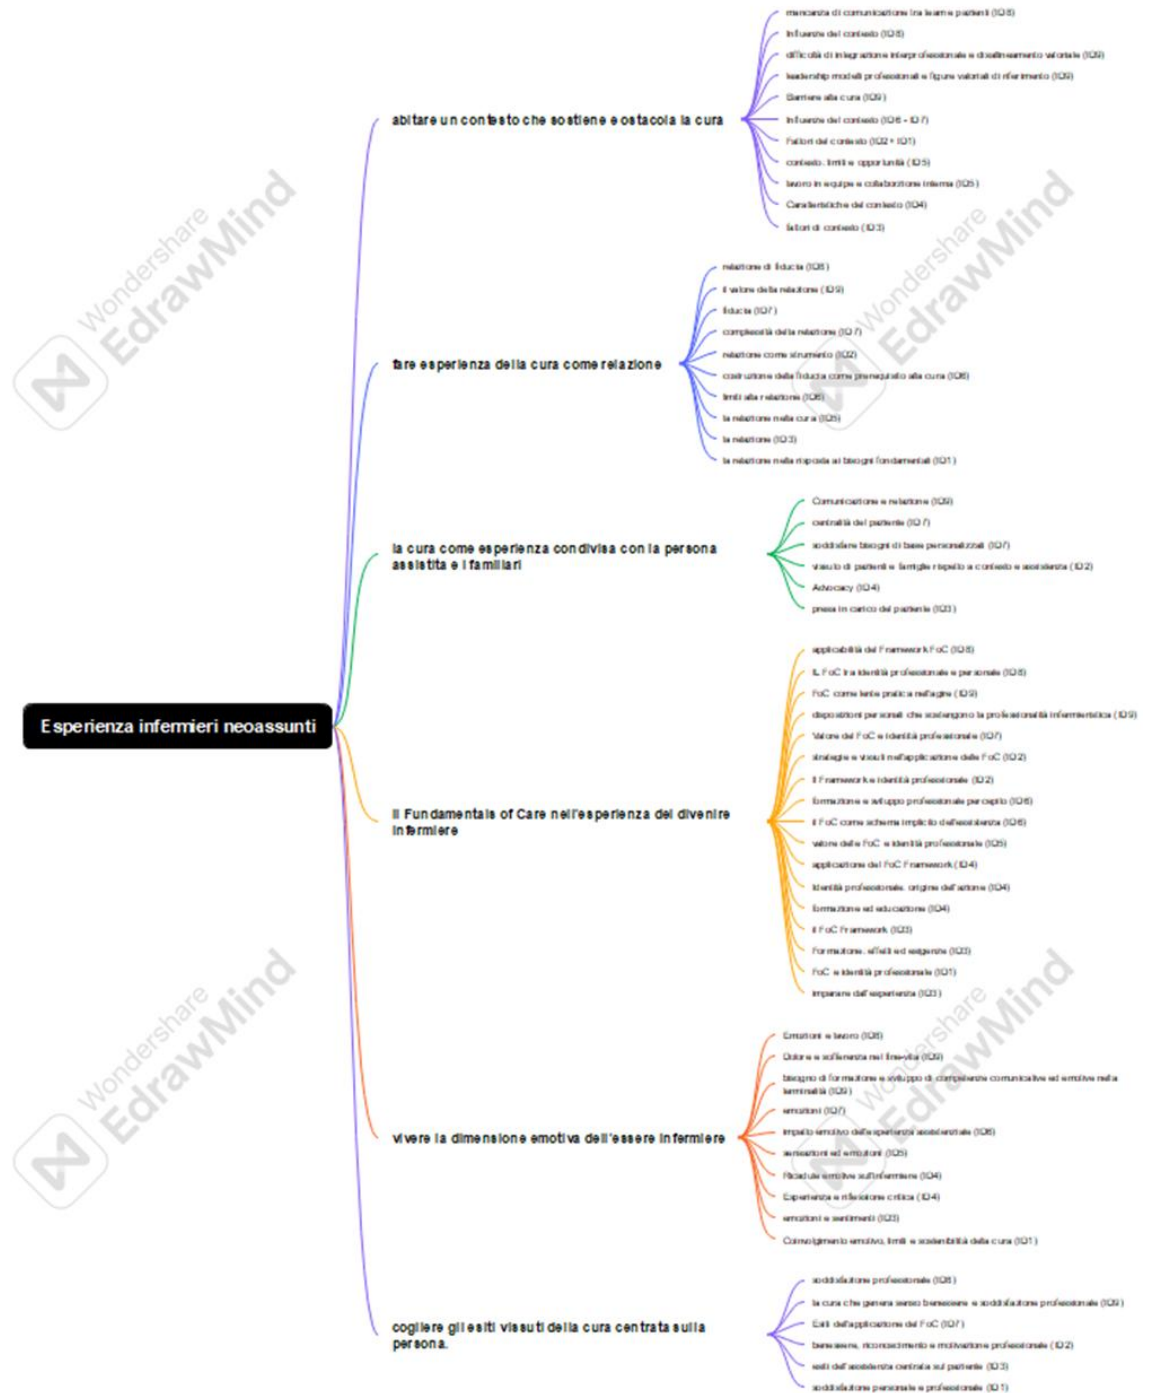 mancanza di comunicazione tra team e pazienti (ID8)
Influenze del contesto (ID8)
difficoltà di integrazione interprofessionale e disallineamento valoriale (ID9)
leadership modelli professionali e figure valoriali di riferimento (ID9)
Barriere alla cura (ID9)
abitare un contesto che sostiene e ostacola la cura
Influenze del contesto (ID6 - ID7)
Fattori del contesto (ID2 + ID1)
contesto. limiti e opportunità (ID5)
lavoro in equipe e collaborzione interna (ID5)
Caratteristiche del contesto (ID4)
fattori di contesto (ID3)
relazione di fiducia (ID8)
il valore della relazione (ID9)
fiducia (ID7)
complessità della relazione (ID7)
relazione come strumento (ID2)
fare esperienza della cura come relazione
costruzione della fiducia come prerequisito alla cura (ID6)
limiti alla relazione (ID6)
la relazione nella cura (ID5)
la relazione (ID3)
la relazione nella risposta ai bisogni fondamentali (ID1)
Comunicazione e relazione (ID9)
centralità del paziente (ID7)
soddisfare bisogni di base personalizzati (ID7)
la cura come esperienza condivisa con la persona
assistita e i familiari
vissuto di pazienti e famiglie rispetto a contesto e assistenza (ID2)
Advocacy (ID4)
presa in carico del paziente (ID3)
applicabilità del Framework FoC (ID8)
IL FoC tra identità professionale e personale (ID8)
FoC come lente pratica nell'agire (ID9)
disposizioni personali che sostengono la professionalità infermieristica (ID9)
Esperienza infermieri neoassunti
Valore del FoC e identità professionale (ID7)
strategie e vissuti nell'applicazione delle FoC (ID2)
Il Framework e identità professionale (ID2)
formazione e sviluppo professionale percepito (ID6)
Il Fundamentals of Care nell'esperienza del divenire
infermiere
il FoC come schema implicito dell'assistenza (ID6)
valore delle FoC e identità professionale (ID5)
applicazione del FoC Framework (ID4)
Identità professionale. origine dell'azione (ID4)
formazione ed educazione (ID4)
il FoC Framework (ID3)
Formazione. effetti ed esigenze (ID3)
FoC e identità professionale (ID1)
imparare dall'esperienza (ID3)
Emozioni e lavoro (ID8)
Dolore e sofferenza nel fine-vita (ID9)
bisogno di formazione e sviluppo di competenze comunicative ed emotive nella
terminalità (ID9)
emozioni (ID7)
impatto emotivo dell'esperienza assistenziale (ID6)
vivere la dimensione emotiva dell'essere infermiere
sensazioni ed emozioni (ID5)
Ricadute emotive sull'infermiere (ID4)
Esperienza e riflessione critica (ID4)
emozioni e sentimenti (ID3)
Coinvolgimento emotivo, limiti e sostenibilità della cura (ID1)
soddisfazione professionale (ID8)
la cura che genera senso benessere e soddisfazione professionale (ID9)
Esiti dell'applicazione del FoC (ID7)
cogliere gli esiti vissuti della cura centrata sulla
persona.
benessere, riconoscimento e motivazione professionale (ID2)
esiti dell'assistenza centrata sul paziente (ID3)
soddisfazione personale e professionale (ID1)
Wondershare
EdrawMind
Wondershare
EdrawMind
Wondershare
EdrawMind
Wondershare
EdrawMind